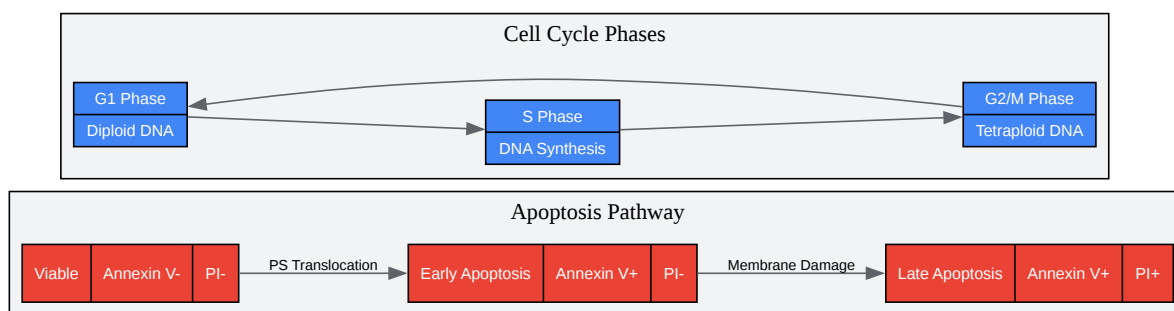 Cell Cycle Phases
G1 Phase
Diploid DNA
S Phase
DNA Synthesis
G2/M Phase
Tetraploid DNA
Apoptosis Pathway
Viable
Annexin V-
PI-
PS Translocation
Early Apoptosis
Annexin V+
PI-
Membrane Damage
Late Apoptosis
Annexin V+
PI+